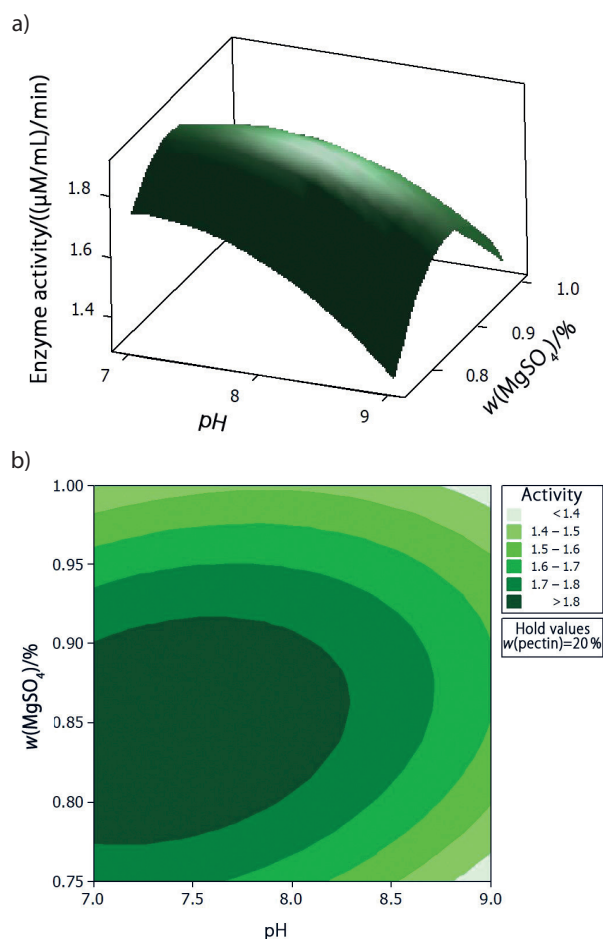 a)
Enzyme activity/((µM/mL)/min)
1.8
1.6
1.4
7
8
9
pH
0.8
0.9
1.0
w(MgSO₄)/%
b)
1.00
0.95
0.90
0.85
0.80
0.75
w(MgSO₄)/%
7.0 7.5 8.0 8.5 9.0
pH
Activity
<1.4
1.4 – 1.5
1.5 – 1.6
1.6 – 1.7
1.7 – 1.8
>1.8
Hold values
w(pectin)=20%